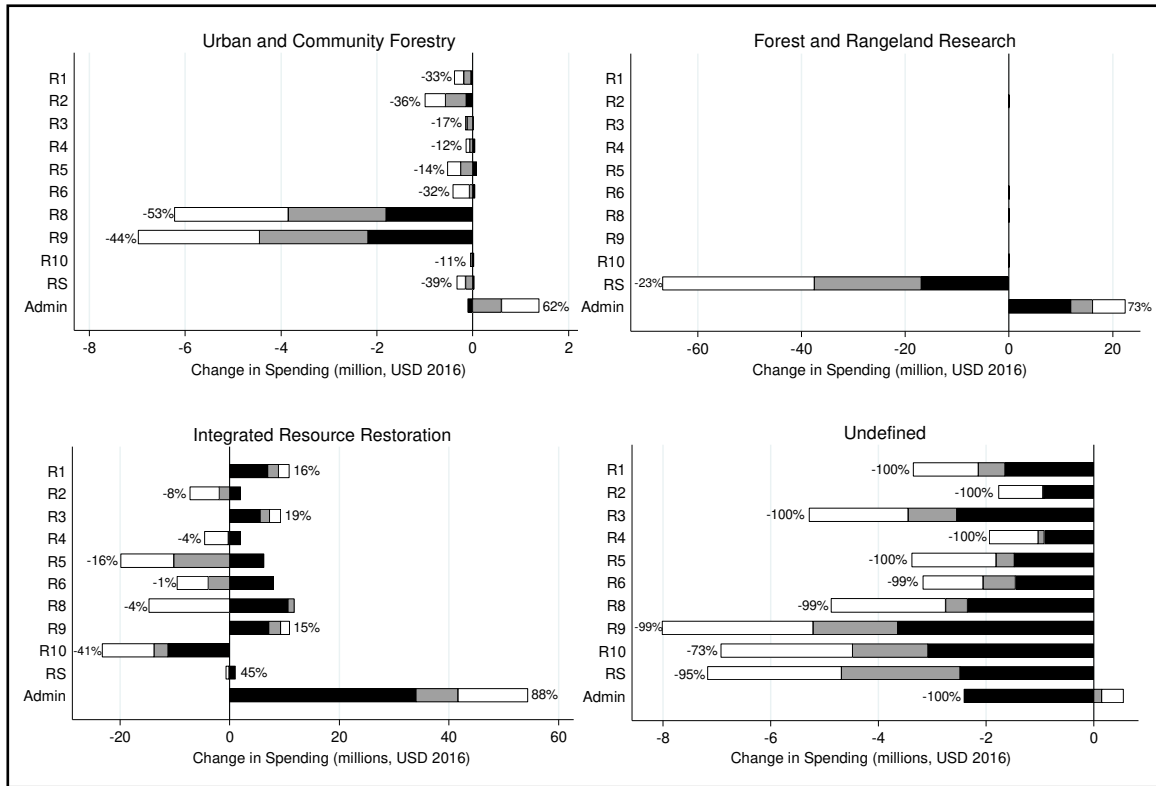 Urban and Community Forestry
R1 -33%
R2 -36%
R3 -17%
R4 -12%
R5 -14%
R6 -32%
R8 -53%
R9 -44%
R10 -11%
RS -39%
Admin 62%
-8 -6 -4 -2 0 2
Change in Spending (million, USD 2016)
Forest and Rangeland Research
R1
R2
R3
R4
R5
R6
R8
R9
R10
RS -23%
Admin 73%
-60 -40 -20 0 20
Change in Spending (million, USD 2016)
Integrated Resource Restoration
R1 16%
R2 -8%
R3 19%
R4 -4%
R5 -16%
R6 -1%
R8 -4%
R9 15%
R10 -41%
RS 45%
Admin 88%
-20 0 20 40 60
Change in Spending (millions, USD 2016)
Undefined
R1 -100%
R2 -100%
R3 -100%
R4 -100%
R5 -100%
R6 -99%
R8 -99%
R9 -99%
R10 -73%
RS -95%
Admin -100%
-8 -6 -4 -2 0
Change in Spending (millions, USD 2016)